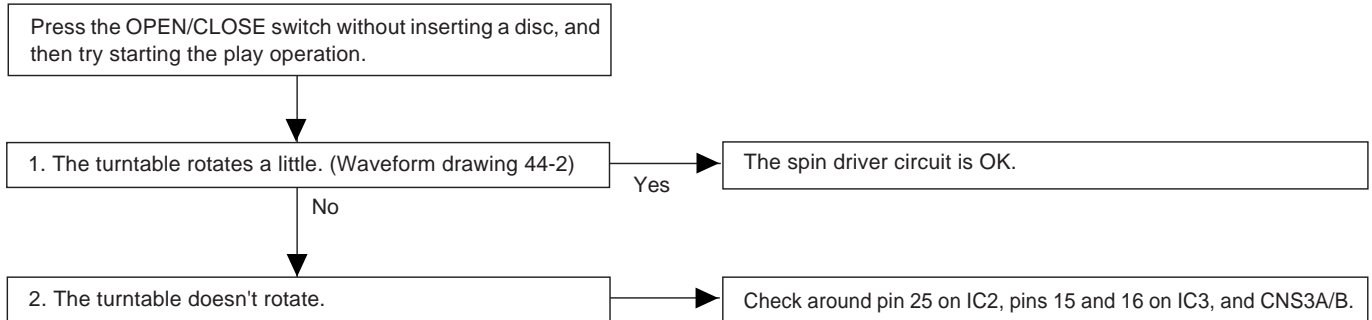 Press the OPEN/CLOSE switch without inserting a disc, and
then try starting the play operation.
1. The turntable rotates a little. (Waveform drawing 44-2)
Yes
The spin driver circuit is OK.
No
2. The turntable doesn't rotate.
Check around pin 25 on IC2, pins 15 and 16 on IC3, and CNS3A/B.